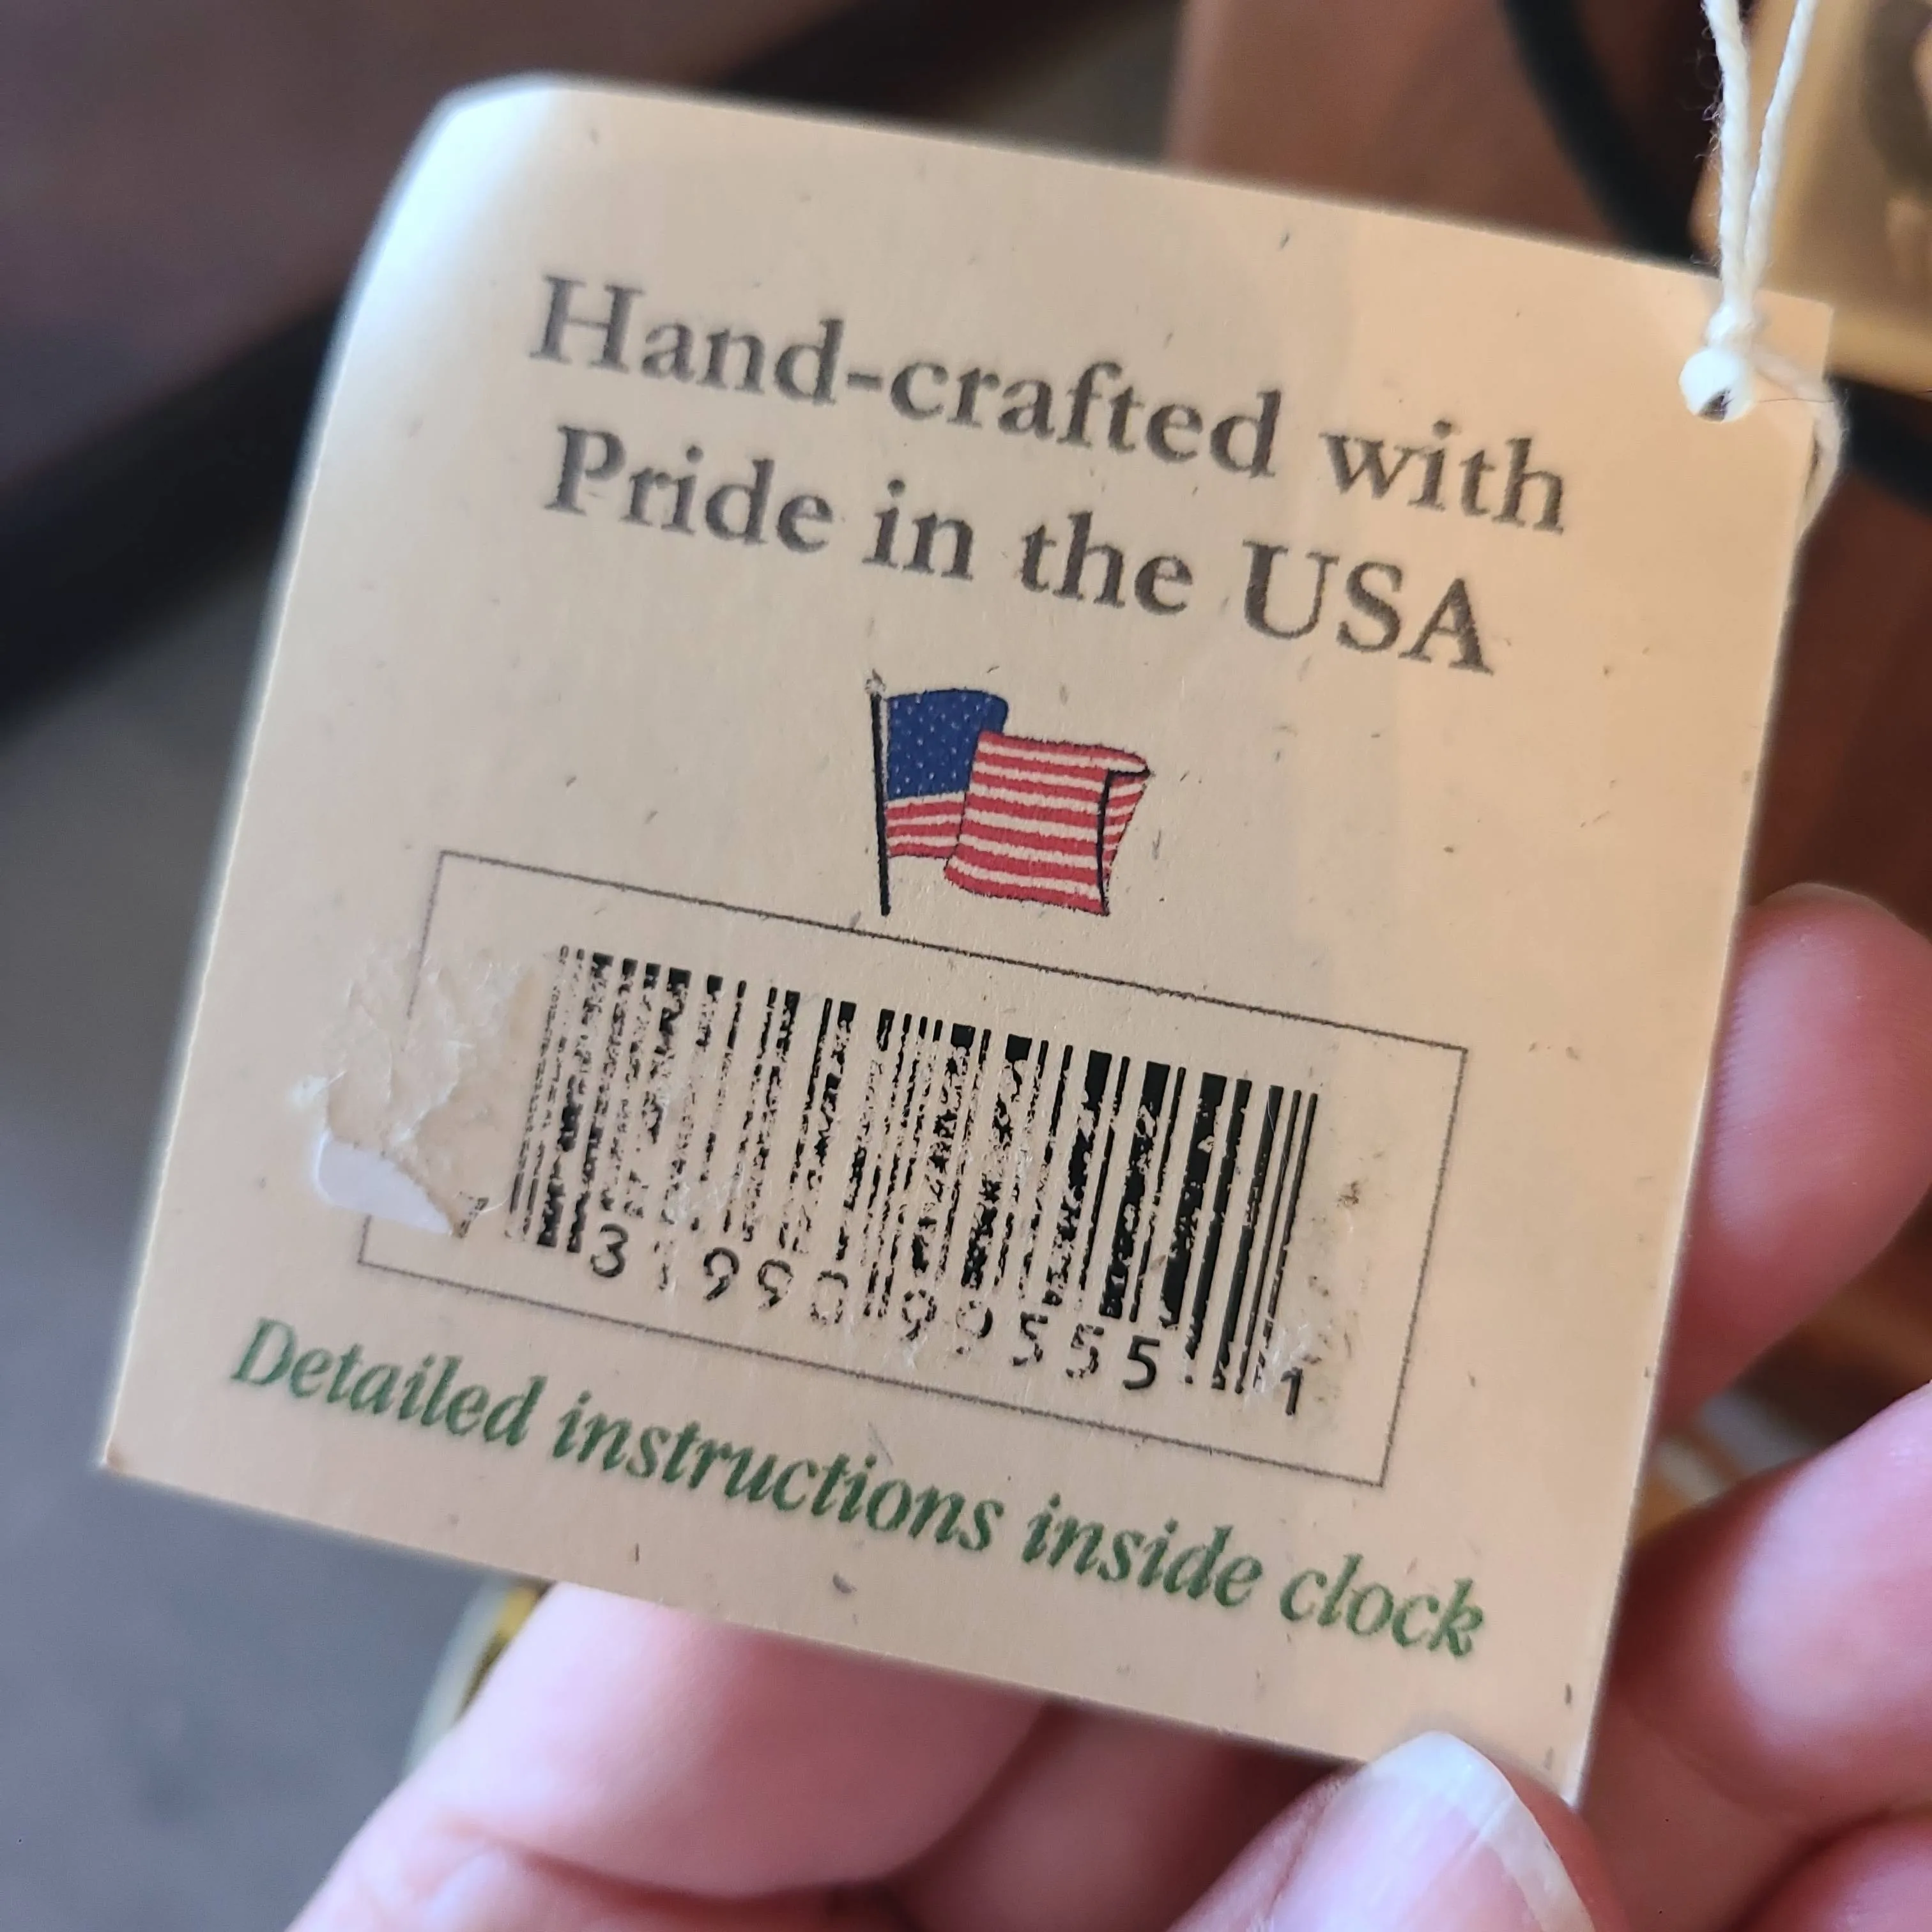 Hand-crafted with
Pride in the USA
Detailed instructions inside clock